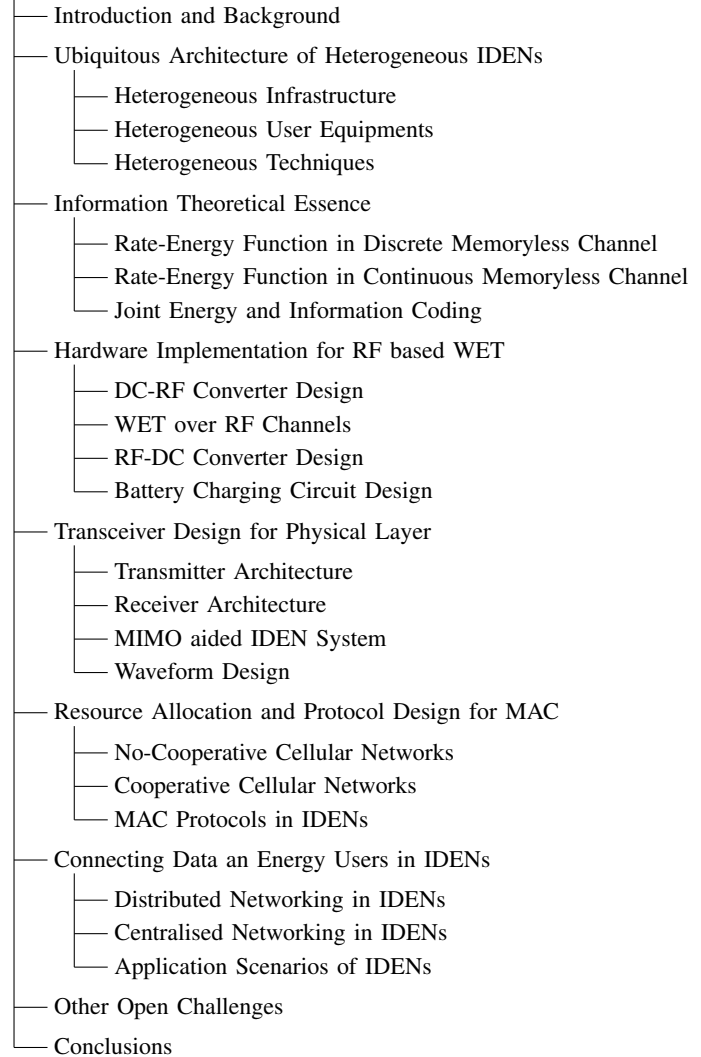 Introduction and Background
Ubiquitous Architecture of Heterogeneous IDENs
Heterogeneous Infrastructure
Heterogeneous User Equipments
Heterogeneous Techniques
Information Theoretical Essence
Rate-Energy Function in Discrete Memoryless Channel
Rate-Energy Function in Continuous Memoryless Channel
Joint Energy and Information Coding
Hardware Implementation for RF based WET
DC-RF Converter Design
WET over RF Channels
RF-DC Converter Design
Battery Charging Circuit Design
Transceiver Design for Physical Layer
Transmitter Architecture
Receiver Architecture
MIMO aided IDEN System
Waveform Design
Resource Allocation and Protocol Design for MAC
No-Cooperative Cellular Networks
Cooperative Cellular Networks
MAC Protocols in IDENs
Connecting Data an Energy Users in IDENs
Distributed Networking in IDENs
Centralised Networking in IDENs
Application Scenarios of IDENs
Other Open Challenges
Conclusions